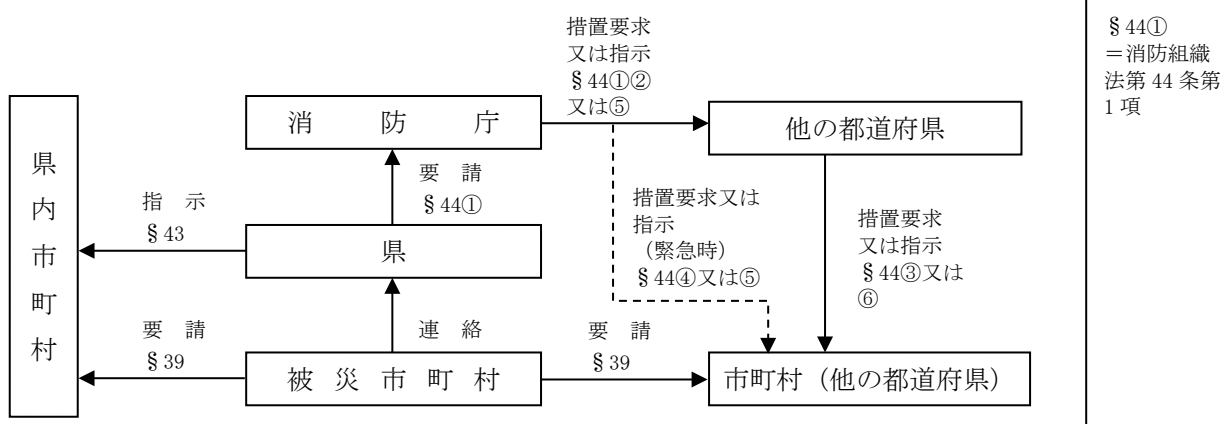 措置要求
又は指示
§44①②
又は⑤
§44①
＝消防組織
法第 44 条第
1 項
消　防　庁
他の都道府県
県内市町村
要　請
§44①
指　示
§43
措置要求又は
指示
（緊急時）
§44④又は⑤
措置要求
又は指示
§44③又は
⑥
県
要　請
§39
連　絡
要　請
§39
被　災　市　町　村
市町村（他の都道府県）